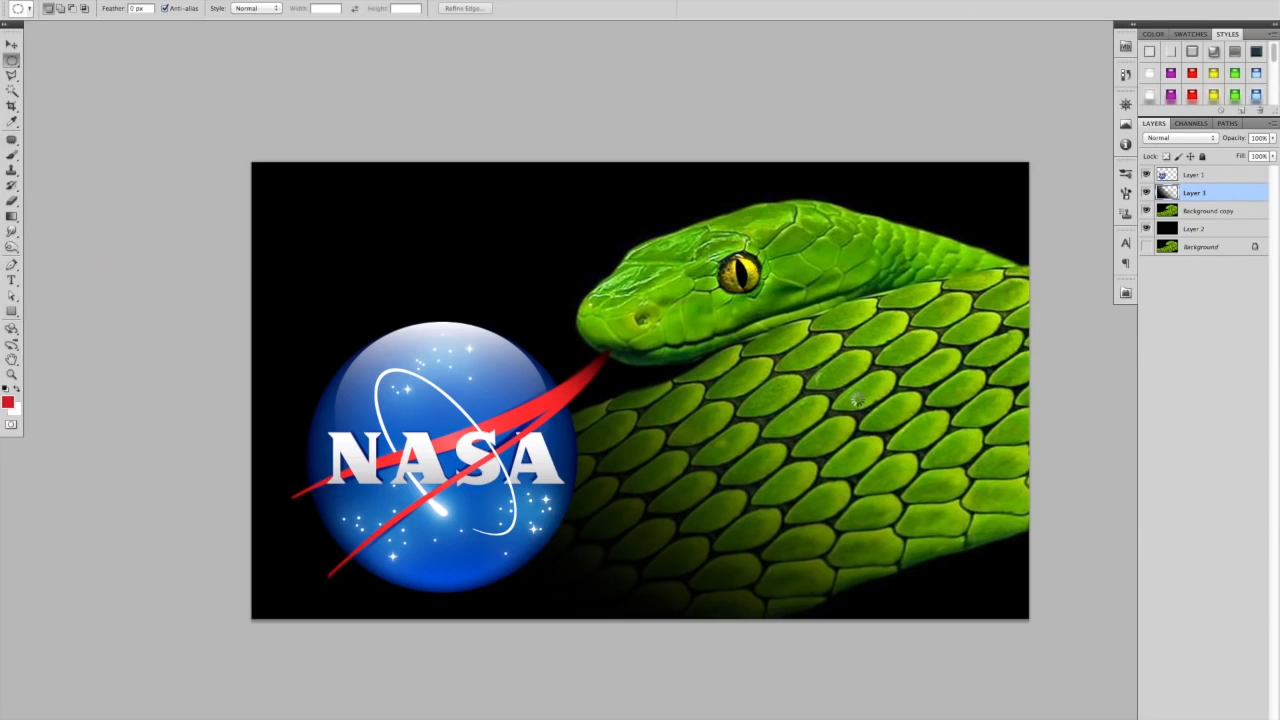 Feather: 0 px Anti-alias Style: Normal Width: Height: Refine Edge...
COLOR SWATCHES STYLES
LAYERS CHANNELS PATHS
Normal Opacity: 100%
Lock: Fill: 100%
Layer 1
Layer 3
Background copy
Layer 2
Background
NASA